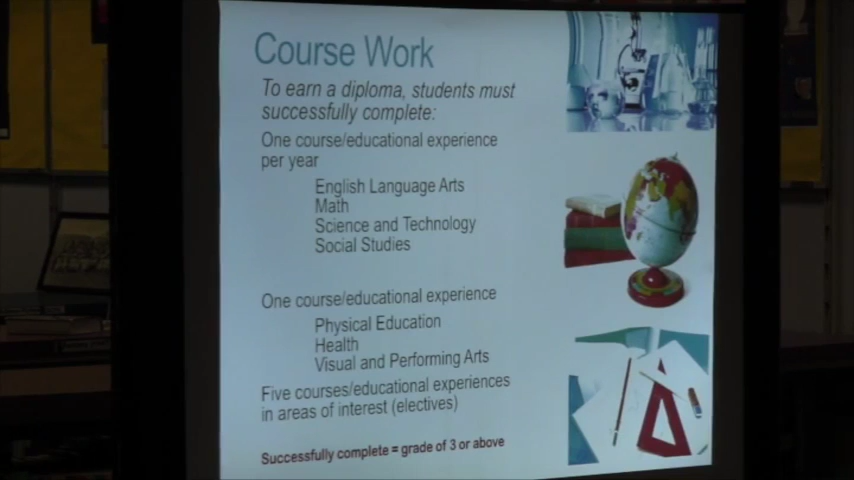 Course Work
To earn a diploma, students must
successfully complete:
One course/educational experience
per year
English Language Arts
Math
Science and Technology
Social Studies
One course/educational experience
Physical Education
Health
Visual and Performing Arts
Five courses/educational experiences
in areas of interest (electives)
Successfully complete = grade of 3 or above